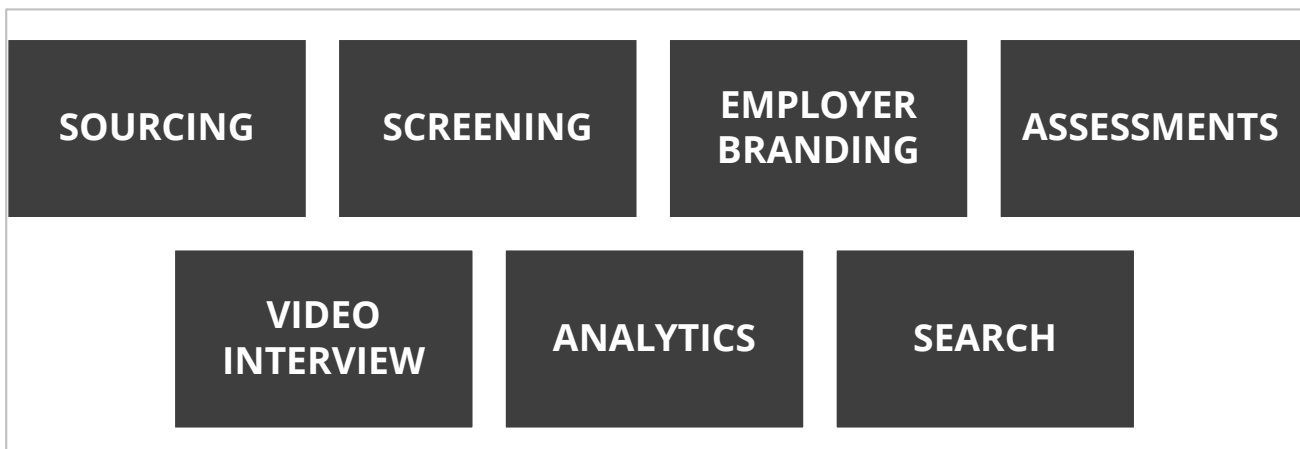 SOURCING
SCREENING
EMPLOYER
BRANDING
ASSESSMENTS
VIDEO
INTERVIEW
ANALYTICS
SEARCH